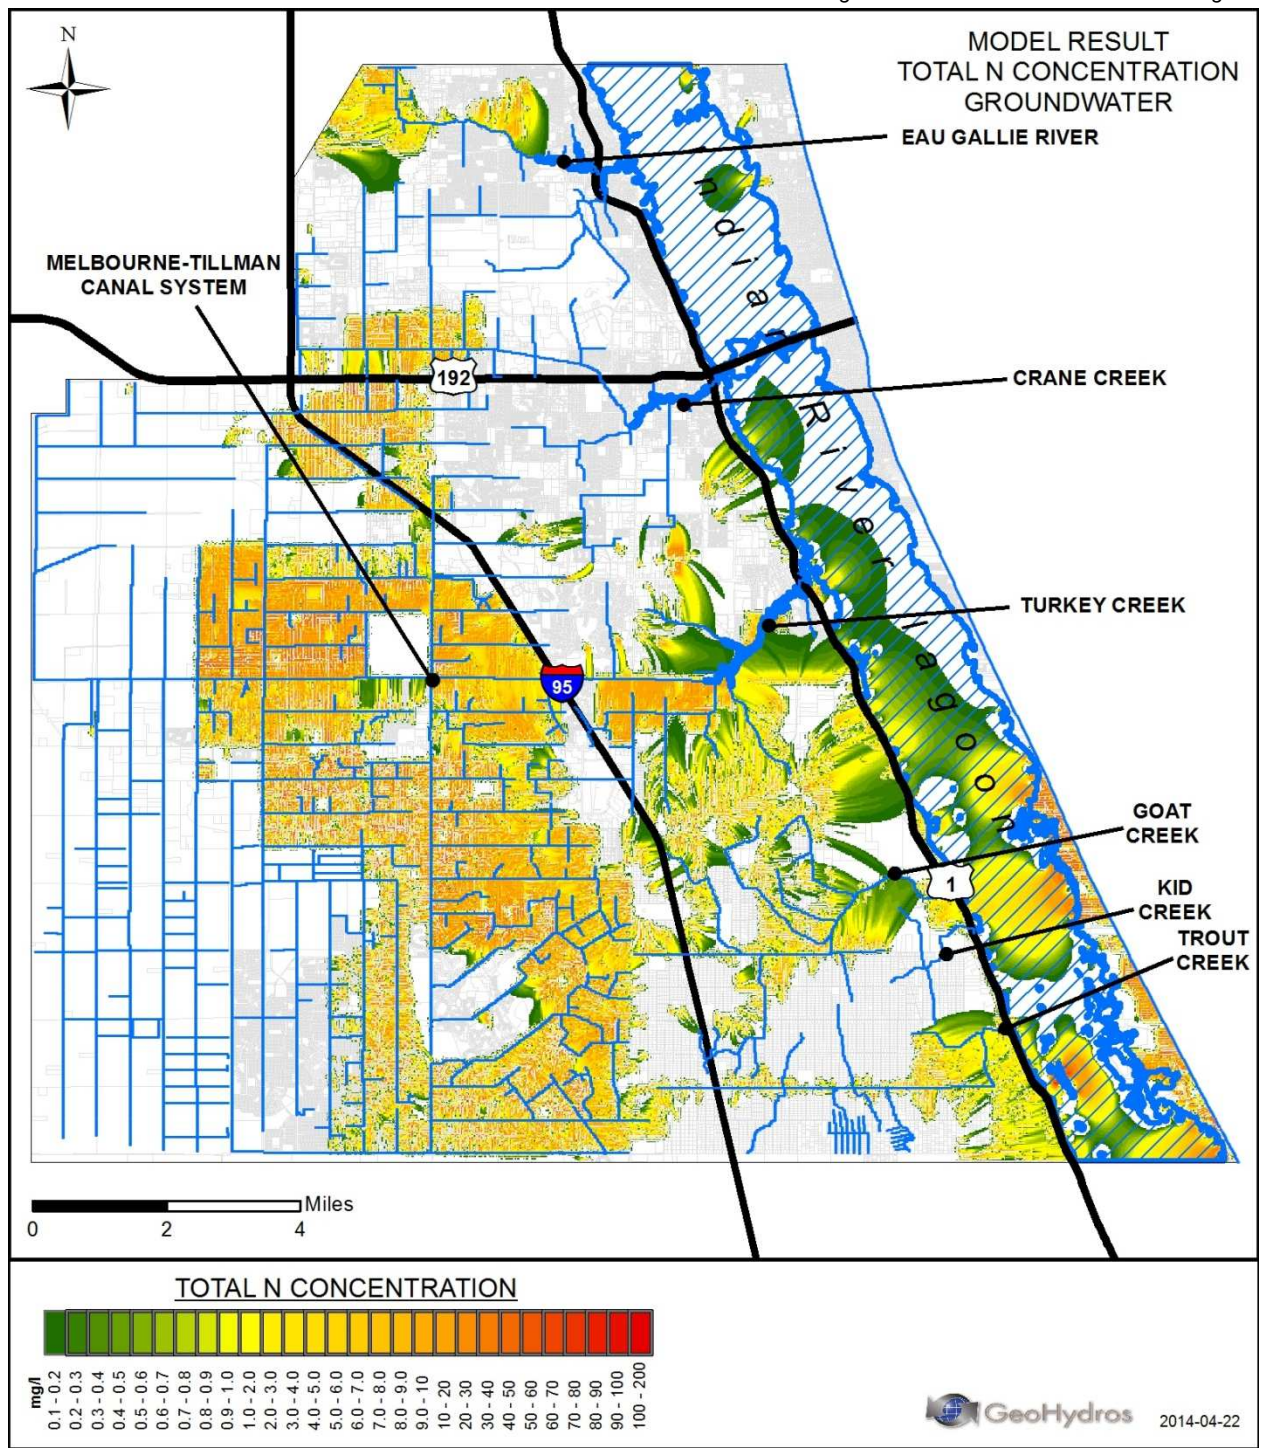 N
MODEL RESULT
TOTAL N CONCENTRATION
GROUNDWATER
EAU GALLIE RIVER
MELBOURNE-TILLMAN
CANAL SYSTEM
192
CRANE CREEK
ndian River lagoon
TURKEY CREEK
95
GOAT
CREEK
1
KID
CREEK
TROUT
CREEK
Miles
0 2 4
TOTAL N CONCENTRATION
mg/l
0.1 - 0.2
0.2 - 0.3
0.3 - 0.4
0.4 - 0.5
0.5 - 0.6
0.6 - 0.7
0.7 - 0.8
0.8 - 0.9
0.9 - 1.0
1.0 - 2.0
2.0 - 3.0
3.0 - 4.0
4.0 - 5.0
5.0 - 6.0
6.0 - 7.0
7.0 - 8.0
8.0 - 9.0
9.0 - 10
10 - 20
20 - 30
30 - 40
40 - 50
50 - 60
60 - 70
70 - 80
80 - 90
90 - 100
100 - 200
GeoHydros
2014-04-22